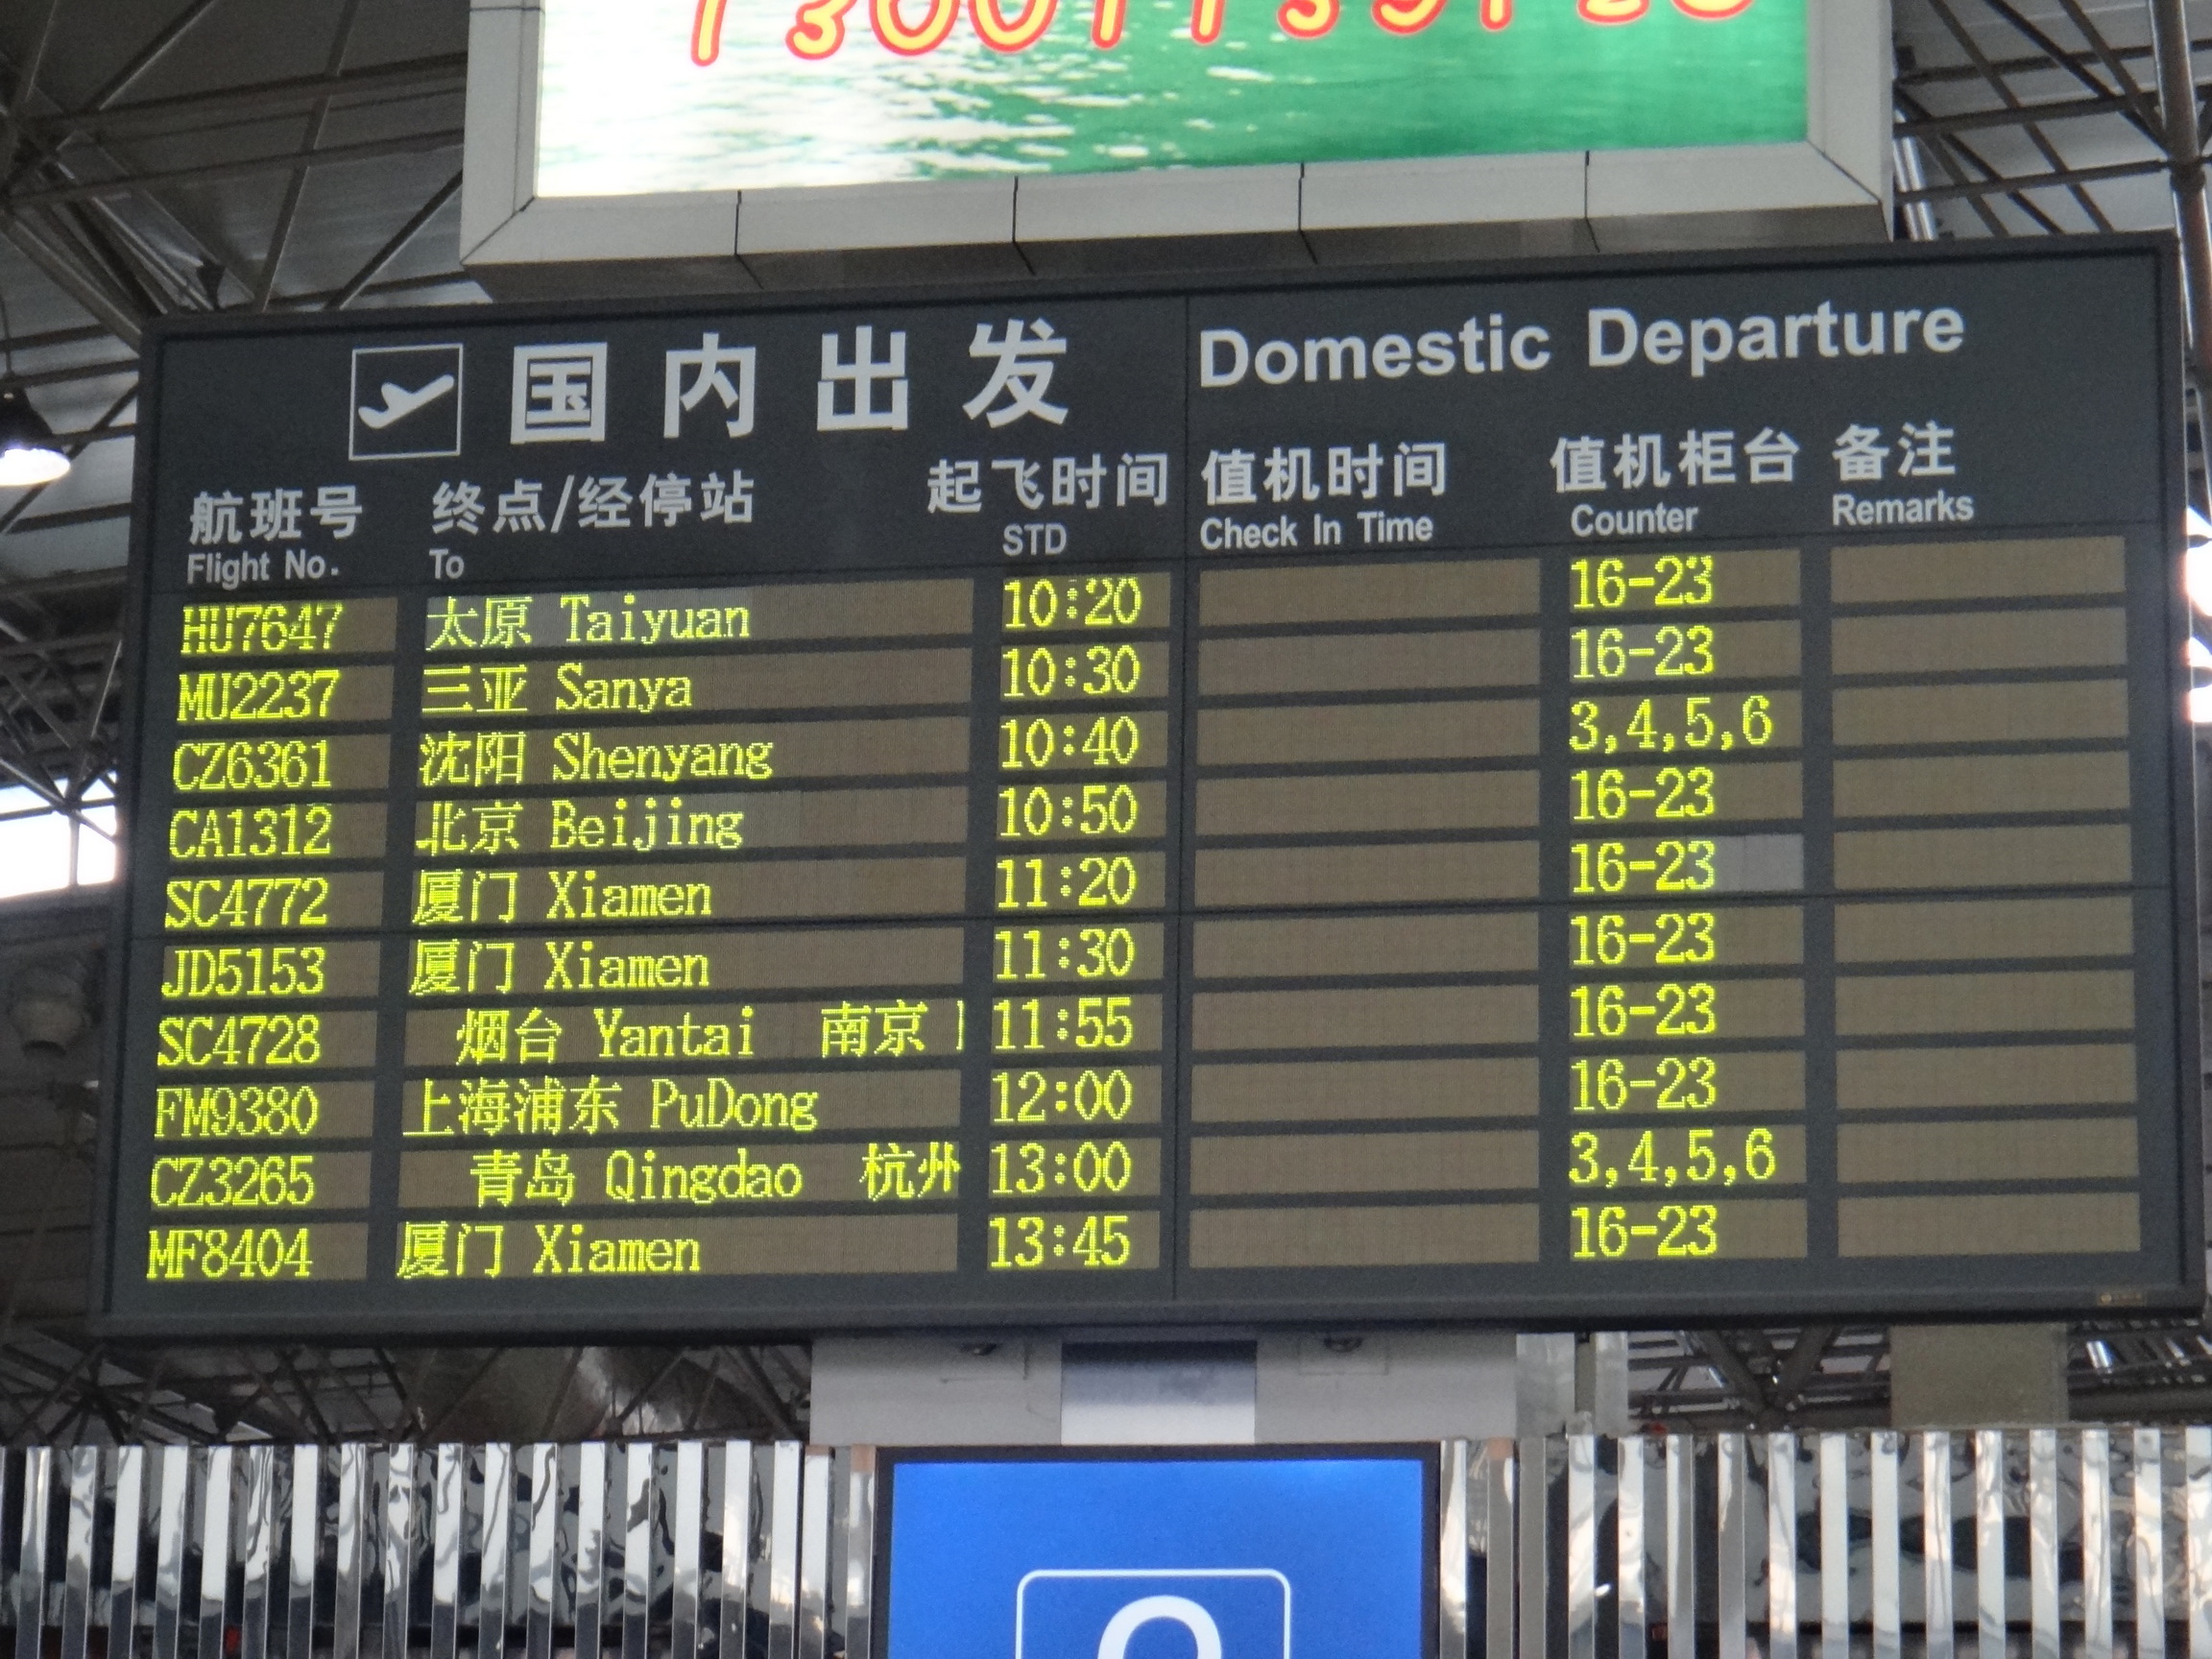 国内出发 Domestic Departure
航班号 终点/经停站 起飞时间 值机时间 值机柜台 备注
Flight No. To STD Check In Time Counter Remarks
HU7647 太原 Taiyuan 10:20 16-23
MU2237 三亚 Sanya 10:30 16-23
CZ6361 沈阳 Shenyang 10:40 3,4,5,6
CA1312 北京 Beijing 10:50 16-23
SC4772 厦门 Xiamen 11:20 16-23
JD5153 厦门 Xiamen 11:30 16-23
SC4728 烟台 Yantai 南京 11:55 16-23
FM9380 上海浦东 PuDong 12:00 16-23
CZ3265 青岛 Qingdao 杭州 13:00 3,4,5,6
MF8404 厦门 Xiamen 13:45 16-23